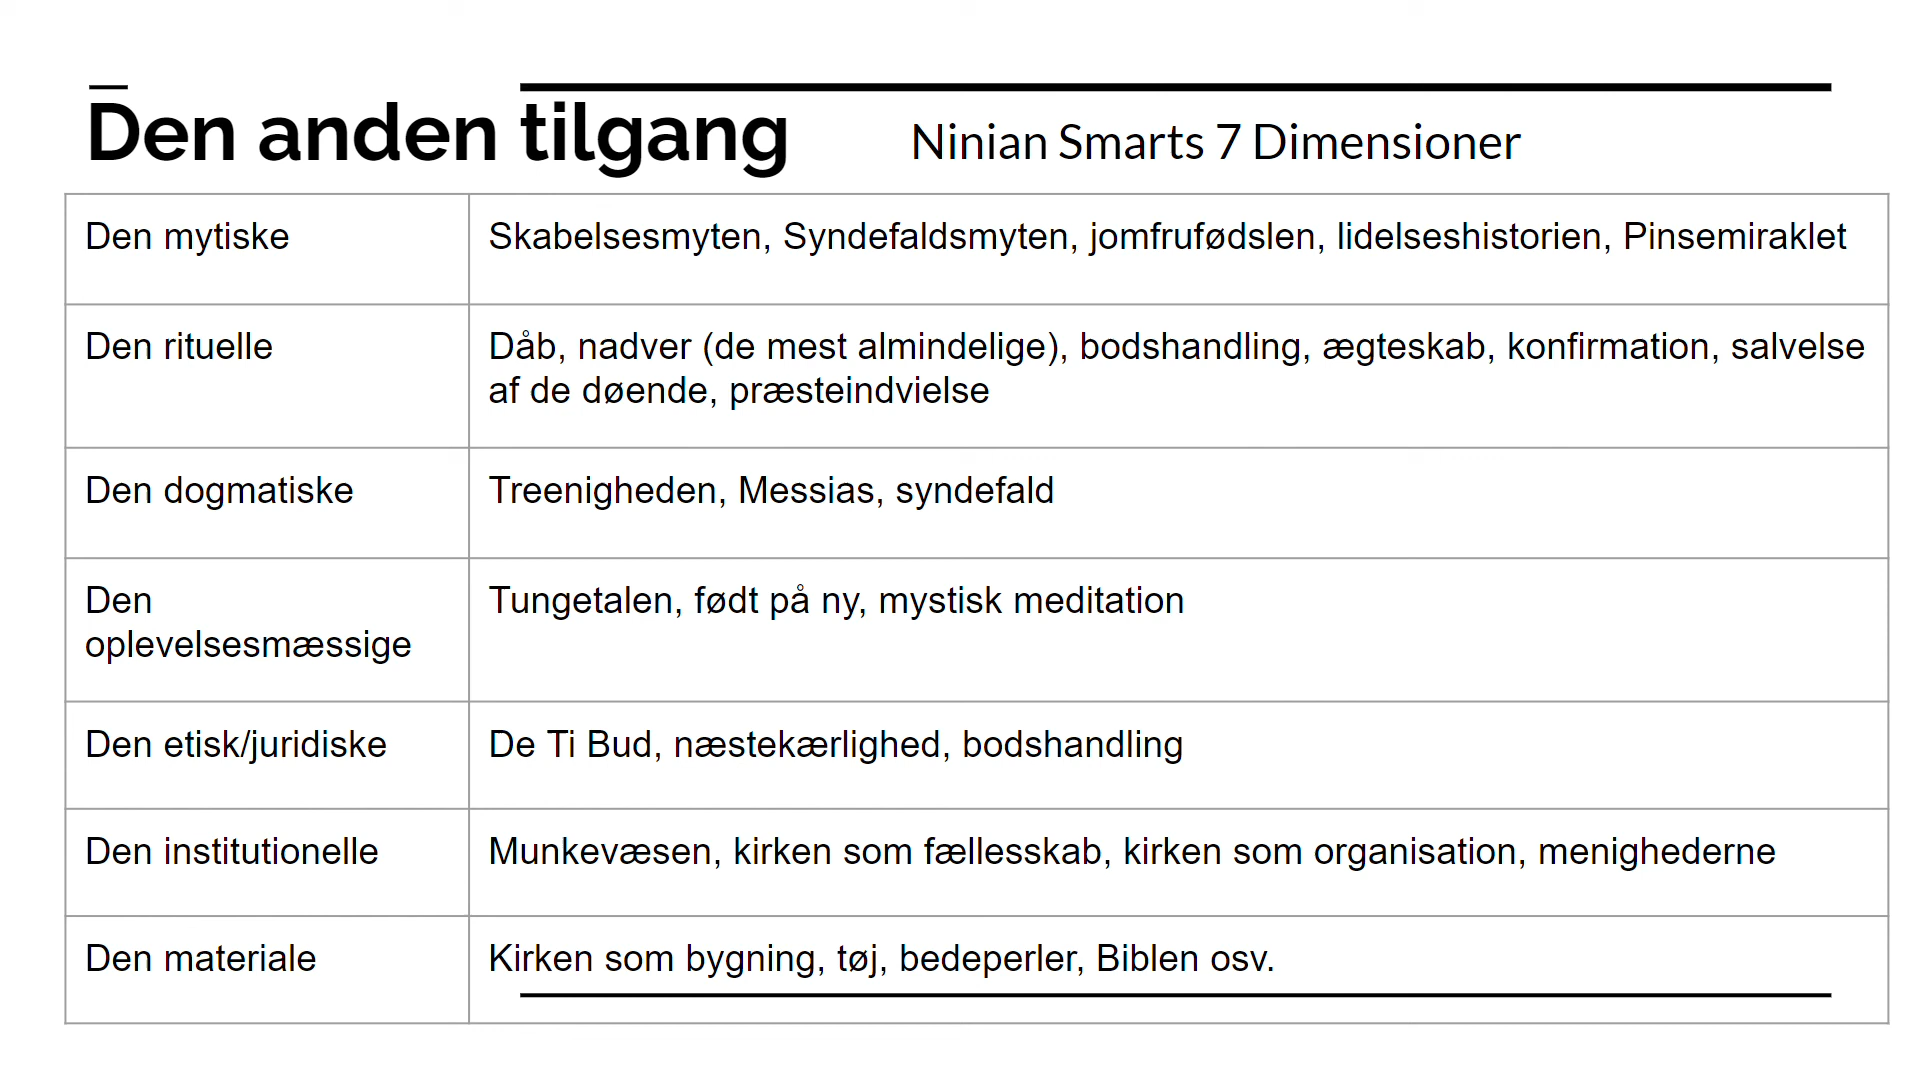 Den anden tilgang
Ninian Smarts 7 Dimensioner
Den mytiske
Skabelsesmyten, Syndefaldsmyten, jomfrufødslen, lidelseshistorien, Pinsemiraklet
Den rituelle
Dåb, nadver (de mest almindelige), bodshandling, ægteskab, konfirmation, salvelse
af de døende, præsteindvielse
Den dogmatiske
Treenigheden, Messias, syndefald
Den
oplevelsesmæssige
Tungetalen, født på ny, mystisk meditation
Den etisk/juridiske
De Ti Bud, næstekærlighed, bodshandling
Den institutionelle
Munkevæsen, kirken som fællesskab, kirken som organisation, menighederne
Den materiale
Kirken som bygning, tøj, bedeperler, Biblen osv.